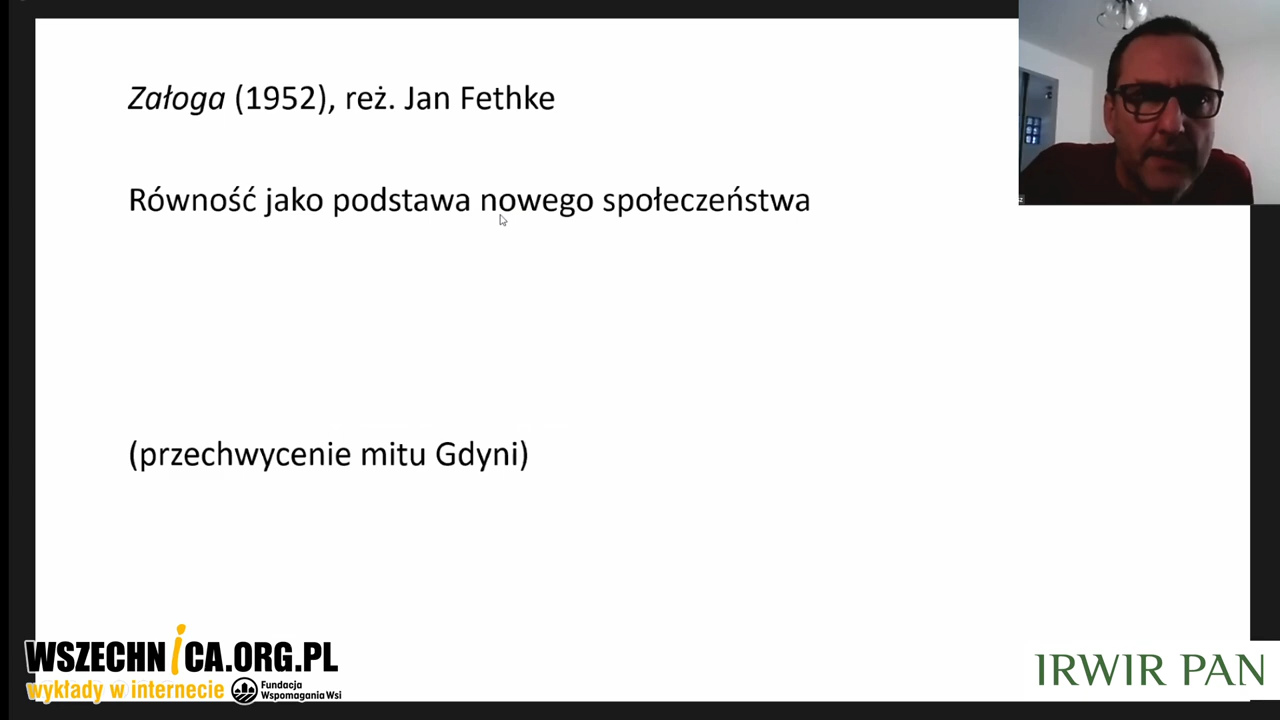 Załoga (1952), reż. Jan Fethke
Równość jako podstawa nowego społeczeństwa
(przechwycenie mitu Gdyni)
WSZECHNiCA.ORG.PL
wykłady w internecie
Fundacja
Wspomagania Wsi
IRWIR PAN